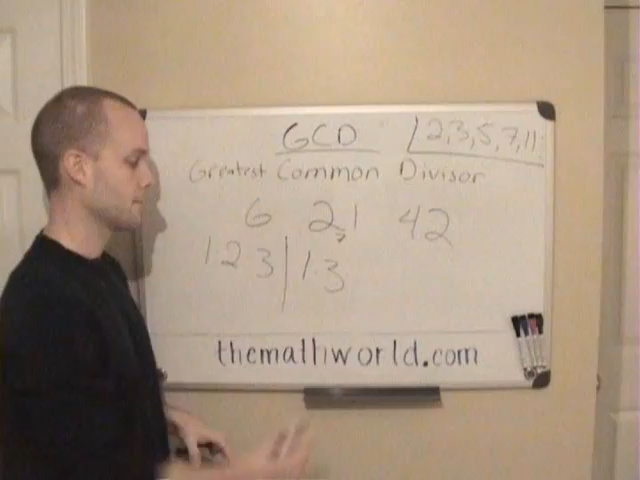 GCD
2,3,5,7,11
Greatest Common Divisor
6 21 42
1 2 3 | 1 3
themathworld.com